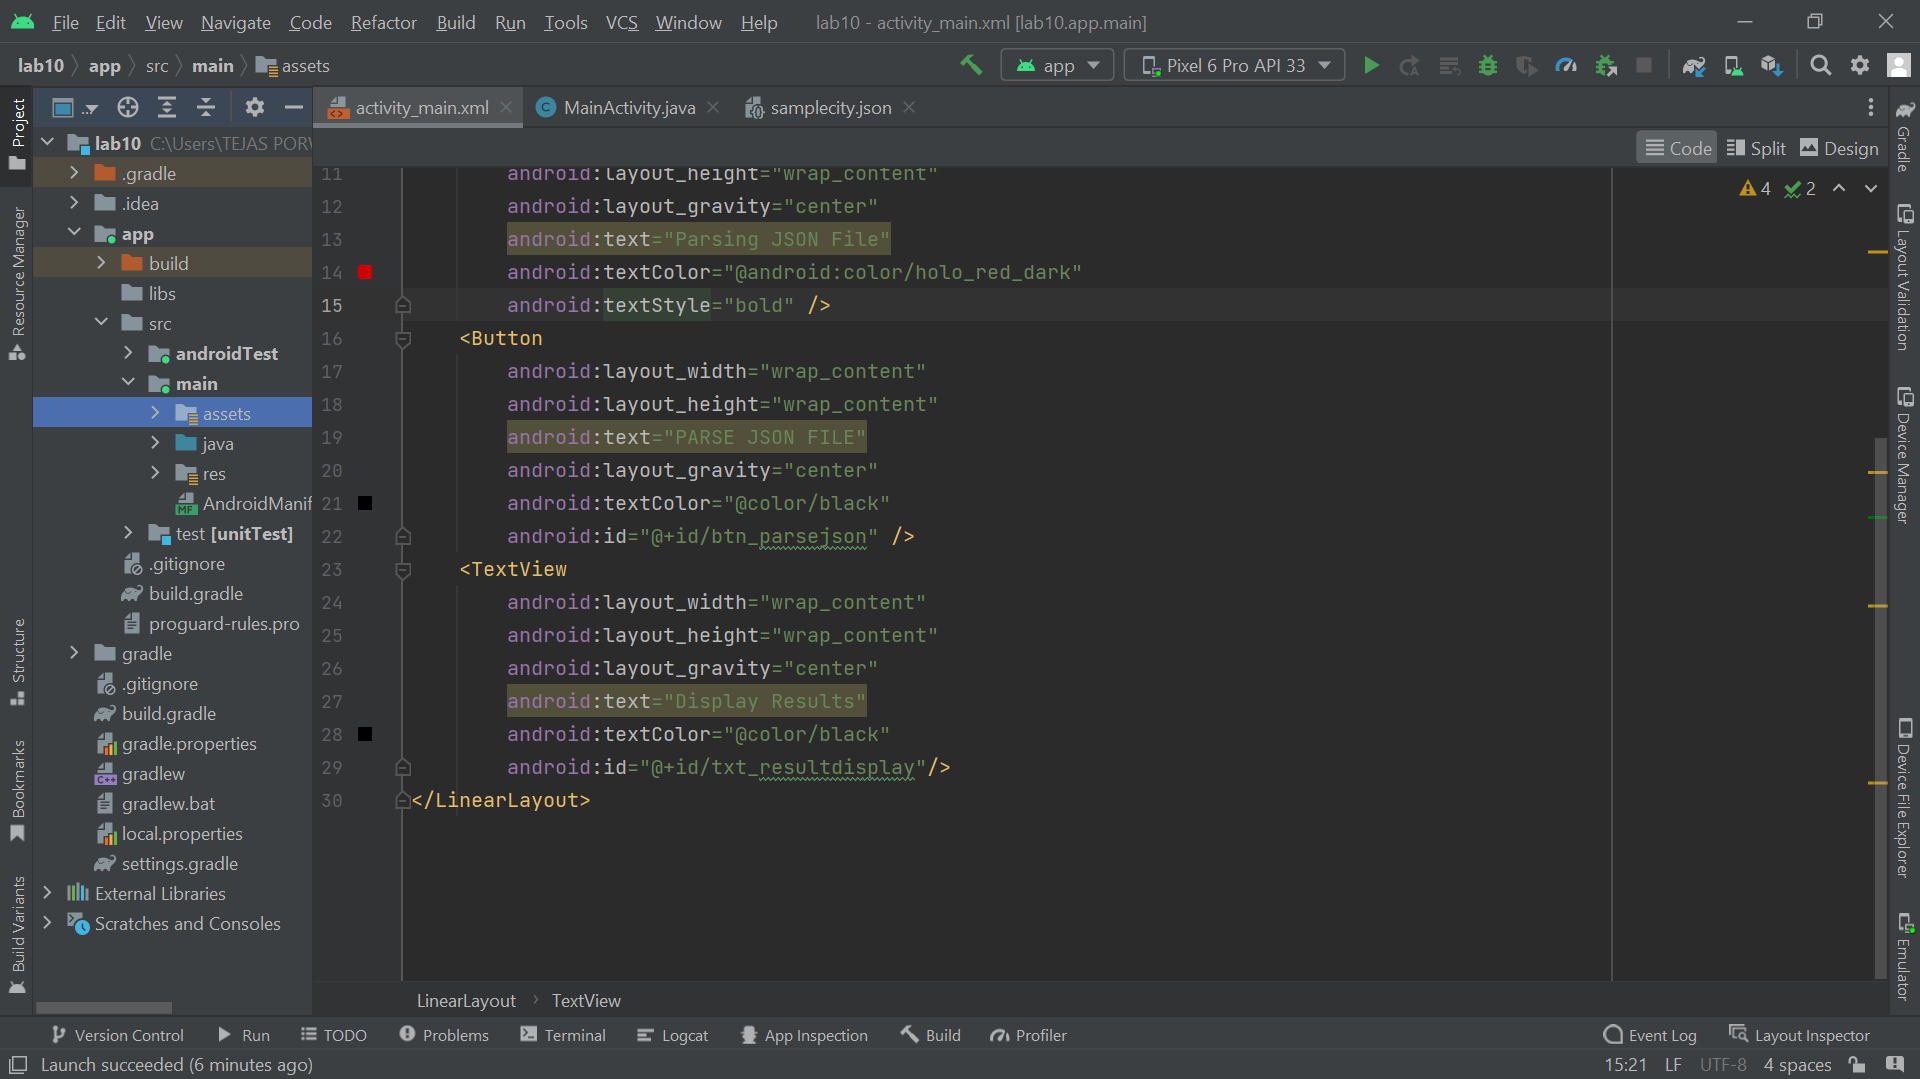 File Edit View Navigate Code Refactor Build Run Tools VCS Window Help lab10 - activity_main.xml [lab10.app.main]
lab10 app src main assets app Pixel 6 Pro API 33
activity_main.xml MainActivity.java samplecity.json
Code Split Design
4 2
Project
Resource Manager
Structure
Bookmarks
Build Variants
lab10 C:\Users\TEJAS POR
.gradle
.idea
app
build
libs
src
androidTest
main
assets
java
res
AndroidManif
test [unitTest]
.gitignore
build.gradle
proguard-rules.pro
gradle
.gitignore
build.gradle
gradle.properties
gradlew
gradlew.bat
local.properties
settings.gradle
External Libraries
Scratches and Consoles
11 android:layout_height="wrap_content"
12 android:layout_gravity="center"
13 android:text="Parsing JSON File"
14 android:textColor="@android:color/holo_red_dark"
15 android:textStyle="bold" />
16 <Button
17 android:layout_width="wrap_content"
18 android:layout_height="wrap_content"
19 android:text="PARSE JSON FILE"
20 android:layout_gravity="center"
21 android:textColor="@color/black"
22 android:id="@+id/btn_parsejson" />
23 <TextView
24 android:layout_width="wrap_content"
25 android:layout_height="wrap_content"
26 android:layout_gravity="center"
27 android:text="Display Results"
28 android:textColor="@color/black"
29 android:id="@+id/txt_resultdisplay"/>
30 </LinearLayout>
Gradle
Layout Validation
Device Manager
Device File Explorer
Emulator
LinearLayout TextView
Version Control Run TODO Problems Terminal Logcat App Inspection Build Profiler Event Log Layout Inspector
Launch succeeded (6 minutes ago) 15:21 LF UTF-8 4 spaces